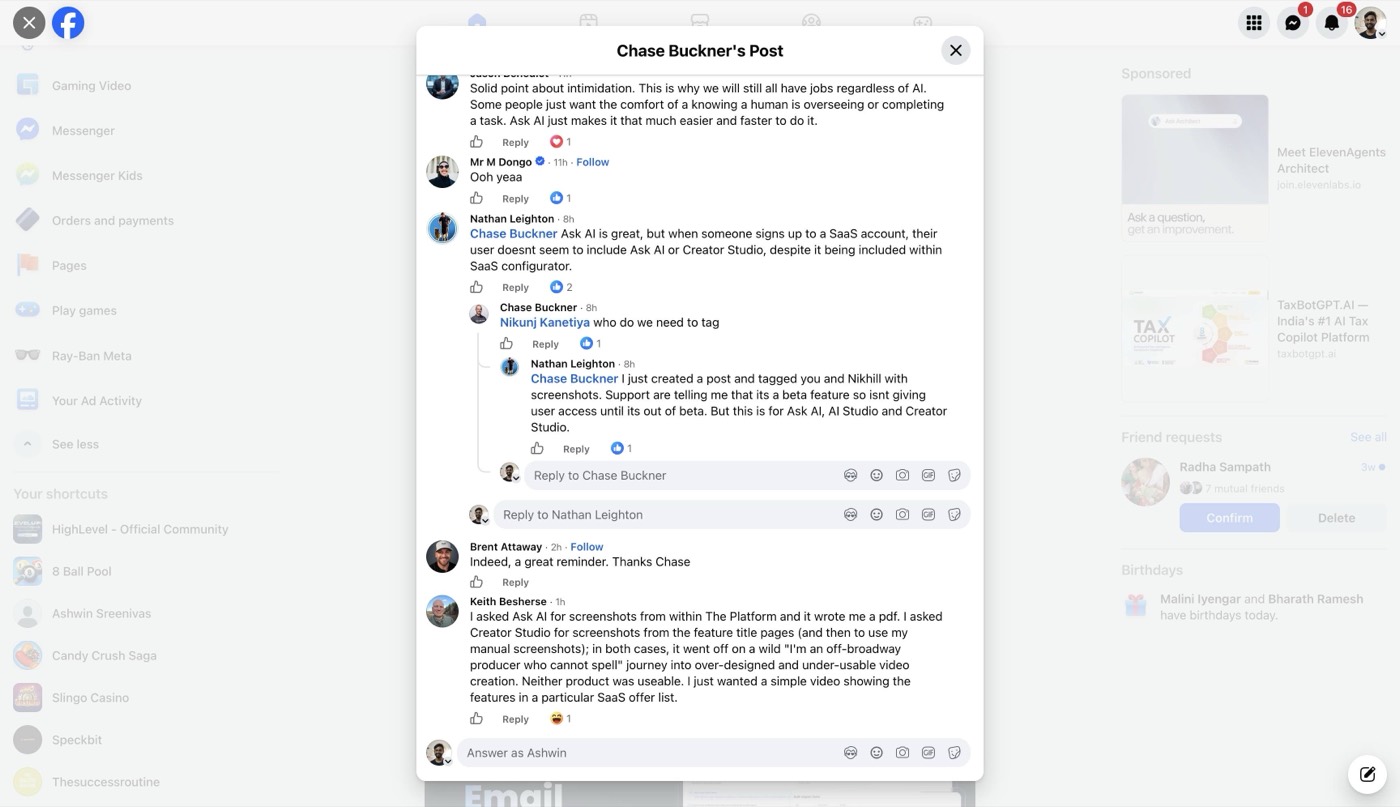 1
16
Chase Buckner's Post
Gaming Video
Messenger
Messenger Kids
Orders and payments
Pages
Play games
Ray-Ban Meta
Your Ad Activity
See less
Your shortcuts
HighLevel - Official Community
8 Ball Pool
Ashwin Sreenivas
Candy Crush Saga
Slingo Casino
Speckbit
Thesuccessroutine
Solid point about intimidation. This is why we will still all have jobs regardless of AI.
Some people just want the comfort of a knowing a human is overseeing or completing
a task. Ask AI just makes it that much easier and faster to do it.
Reply 1
Mr M Dongo · 11h · Follow
Ooh yeaa
Reply 1
Nathan Leighton · 8h
Chase Buckner Ask AI is great, but when someone signs up to a SaaS account, their
user doesnt seem to include Ask AI or Creator Studio, despite it being included within
SaaS configurator.
Reply 2
Chase Buckner · 8h
Nikunj Kanetiya who do we need to tag
Reply 1
Nathan Leighton · 8h
Chase Buckner I just created a post and tagged you and Nikhill with
screenshots. Support are telling me that its a beta feature so isnt giving
user access until its out of beta. But this is for Ask AI, AI Studio and Creator
Studio.
Reply 1
Reply to Chase Buckner
GIF
Reply to Nathan Leighton
GIF
Brent Attaway · 2h · Follow
Indeed, a great reminder. Thanks Chase
Reply
Keith Besherse · 1h
I asked Ask AI for screenshots from within The Platform and it wrote me a pdf. I asked
Creator Studio for screenshots from the feature title pages (and then to use my
manual screenshots); in both cases, it went off on a wild "I'm an off-broadway
producer who cannot spell" journey into over-designed and under-usable video
creation. Neither product was useable. I just wanted a simple video showing the
features in a particular SaaS offer list.
Reply 1
Answer as Ashwin
GIF
Email
Sponsored
Ask a question,
get an improvement.
Meet ElevenAgents
Architect
join.elevenlabs.io
TAX
COPILOT
TaxBotGPT.AI —
India's #1 AI Tax
Copilot Platform
taxbotgpt.ai
Friend requests
See all
Radha Sampath
3w
7 mutual friends
Confirm
Delete
Birthdays
Malini Iyengar and Bharath Ramesh
have birthdays today.